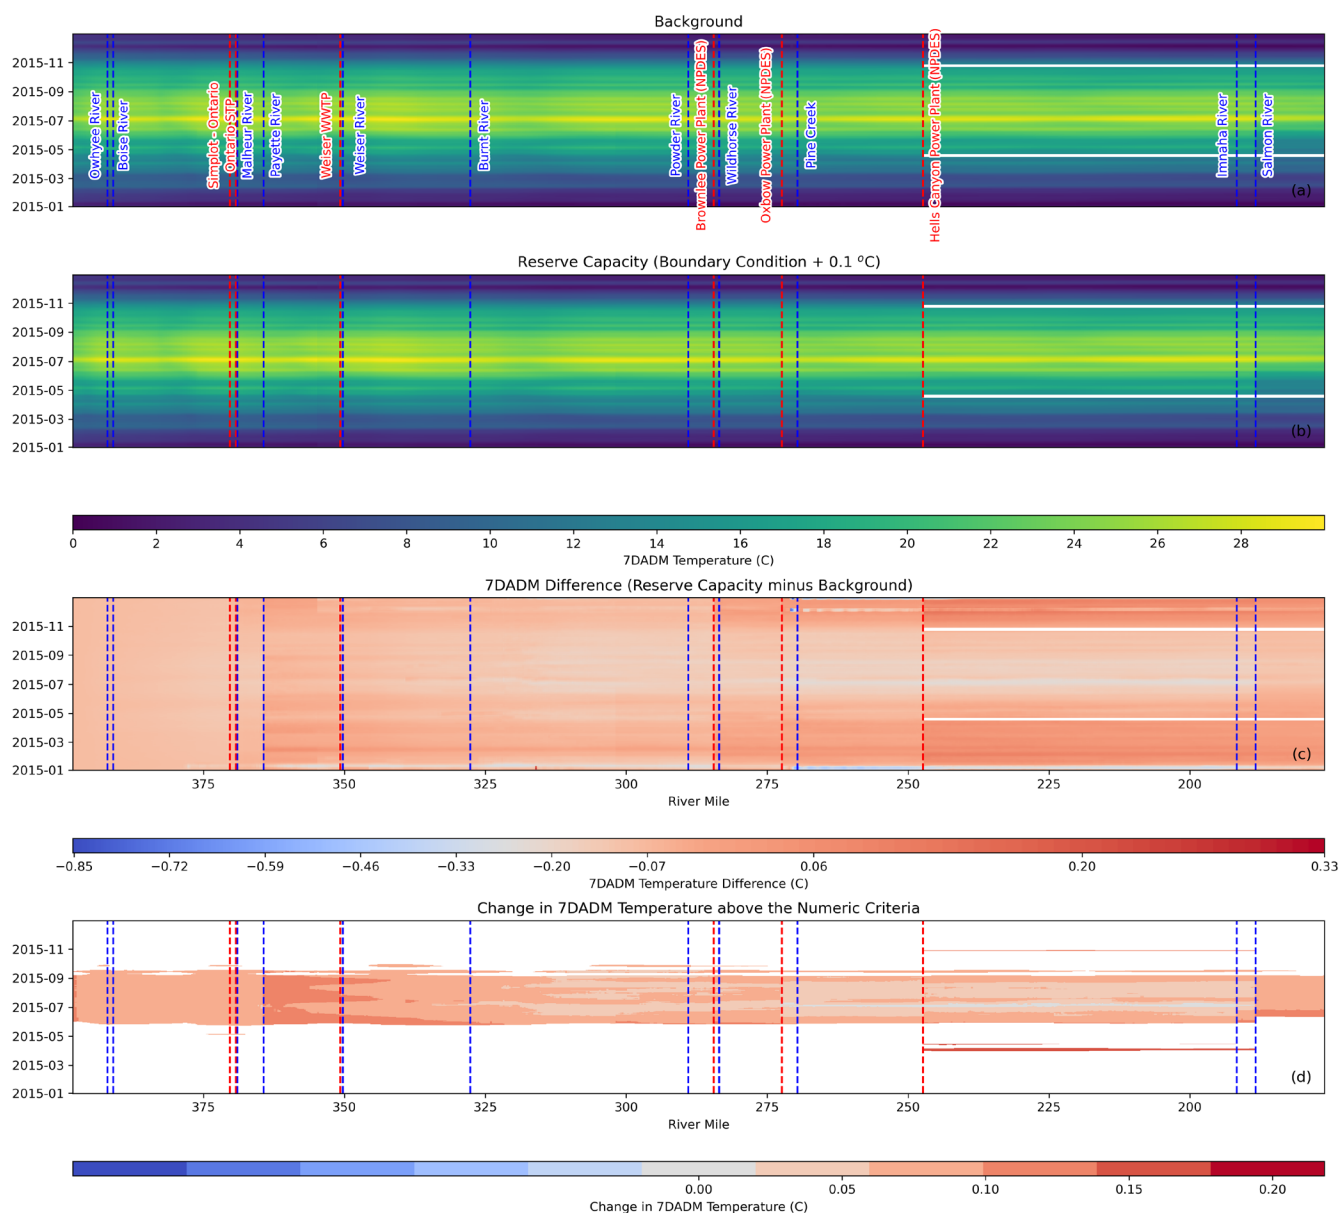 Background
2015-11
2015-09
2015-07
2015-05
2015-03
2015-01
Owhyee River
Boise River
Simplot - Ontario
Ontario STP
Malheur River
Payette River
Weiser WWTP
Weiser River
Burnt River
Powder River
Brownlee Power Plant (NPDES)
Wildhorse River
Oxbow Power Plant (NPDES)
Pine Creek
Hells Canyon Power Plant (NPDES)
Imnaha River
Salmon River
(a)
Reserve Capacity (Boundary Condition + 0.1 °C)
2015-11
2015-09
2015-07
2015-05
2015-03
2015-01
(b)
0 2 4 6 8 10 12 14 16 18 20 22 24 26 28
7DADM Temperature (C)
7DADM Difference (Reserve Capacity minus Background)
2015-11
2015-09
2015-07
2015-05
2015-03
2015-01
(c)
375 350 325 300 275 250 225 200
River Mile
−0.85 −0.72 −0.59 −0.46 −0.33 −0.20 −0.07 0.06 0.20 0.33
7DADM Temperature Difference (C)
Change in 7DADM Temperature above the Numeric Criteria
2015-11
2015-09
2015-07
2015-05
2015-03
2015-01
(d)
375 350 325 300 275 250 225 200
River Mile
0.00 0.05 0.10 0.15 0.20
Change in 7DADM Temperature (C)